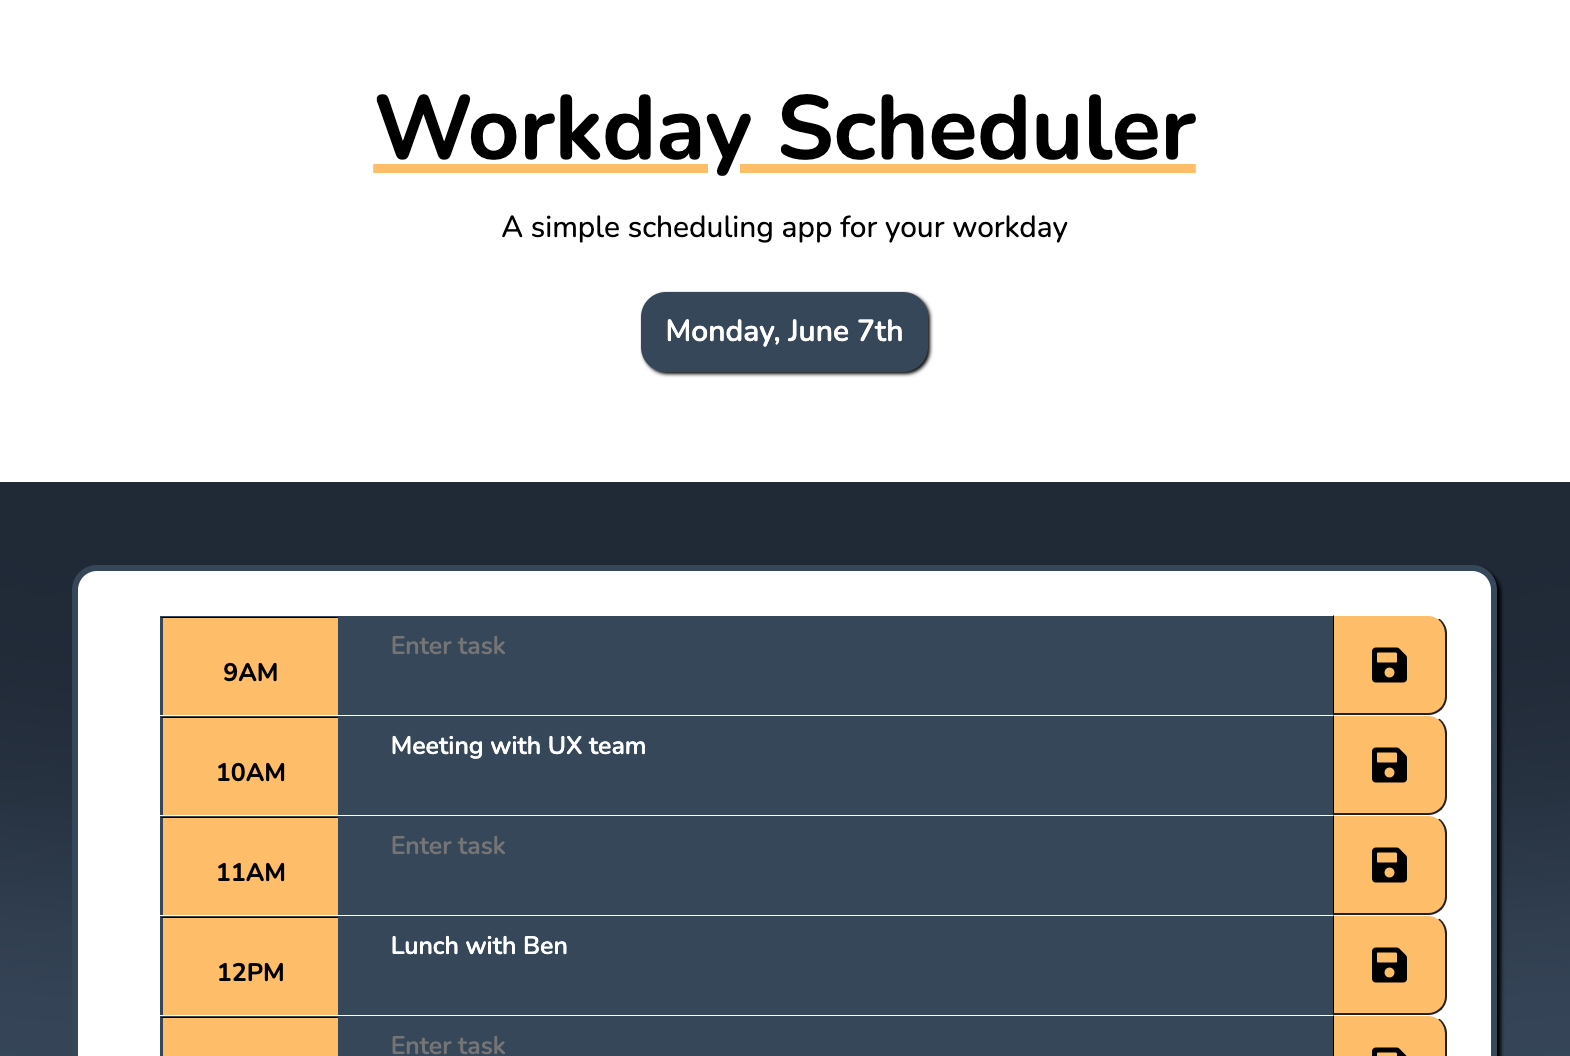 Workday Scheduler
A simple scheduling app for your workday
Monday, June 7th
9AM
Enter task
10AM
Meeting with UX team
11AM
Enter task
12PM
Lunch with Ben
Enter task